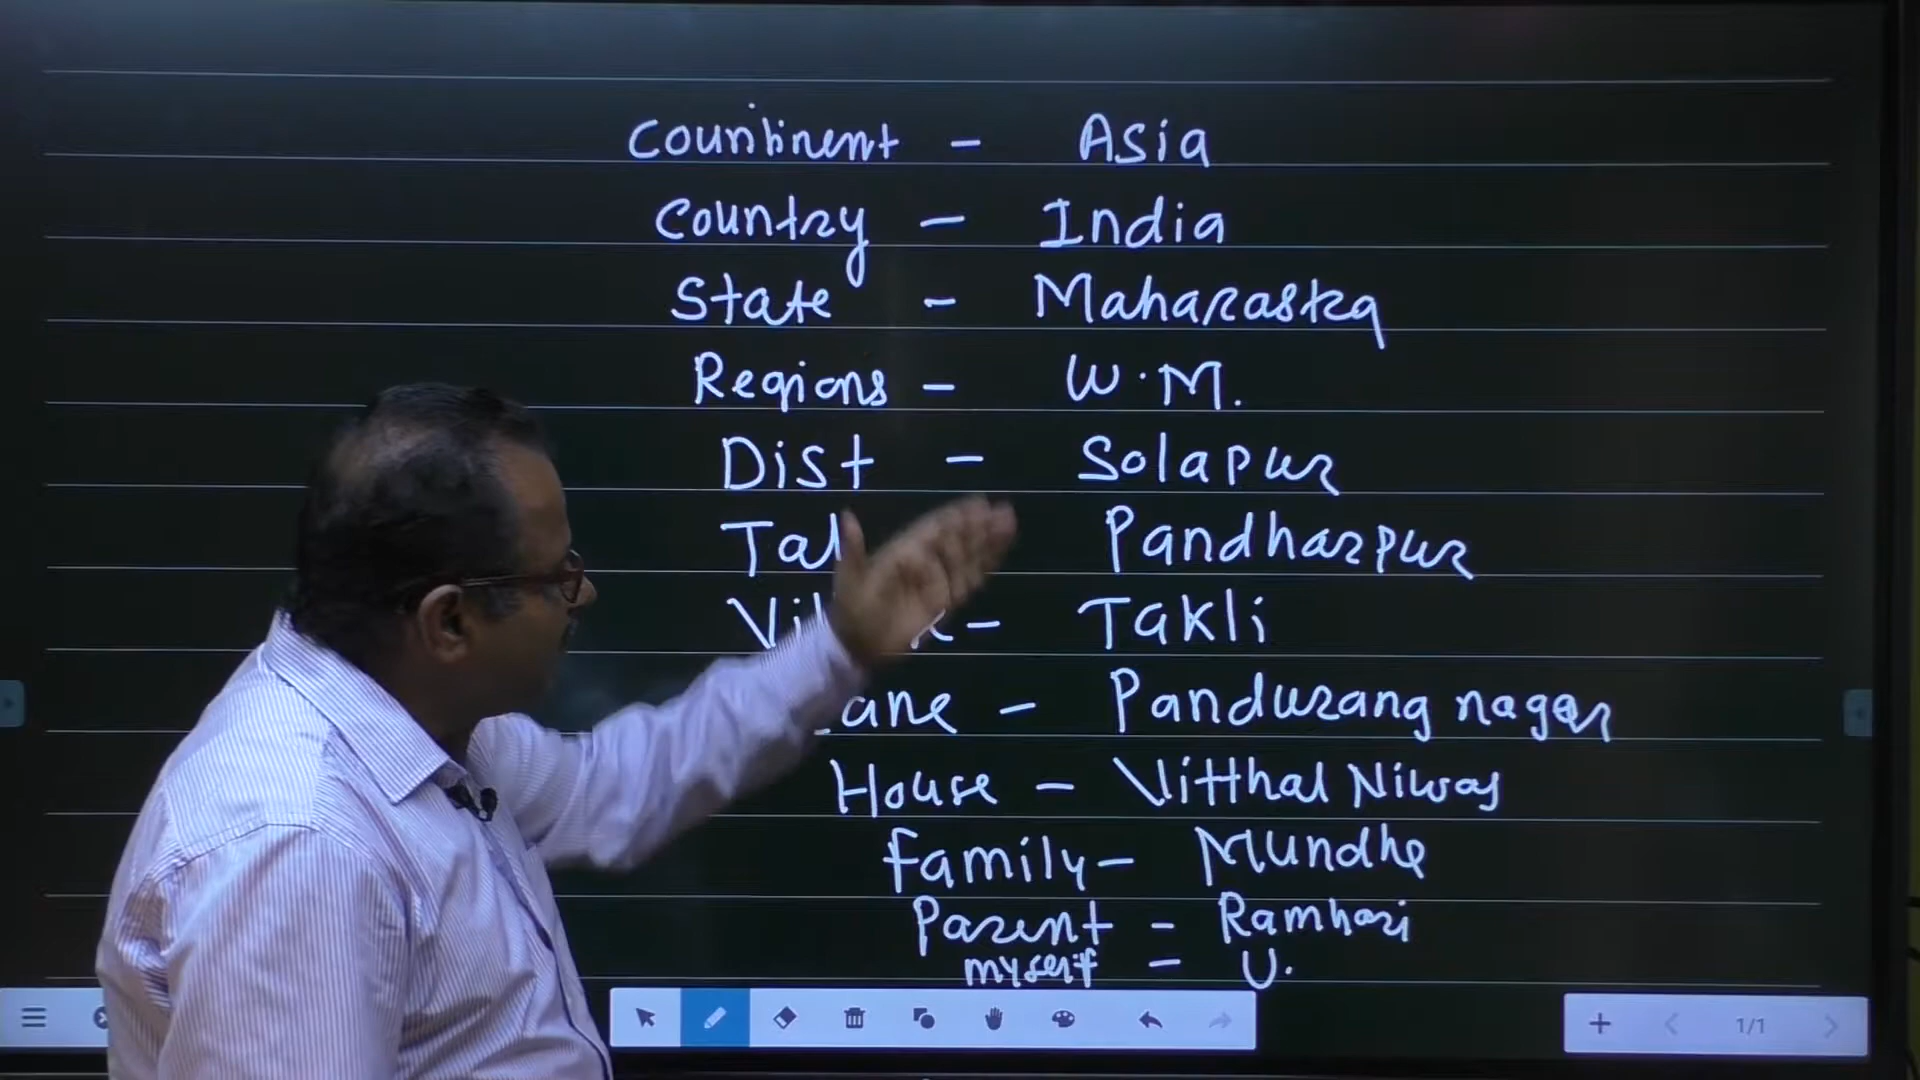 Countinent - Asia
Country - India
State - Maharastra
Regions - W.M.
Dist - Solapur
Tal Pandharpur
- Takli
ane - Pandurang nagar
House - Vitthal Niwas
Family - Mundhe
Parent - Ramhari
myself - U.
1/1